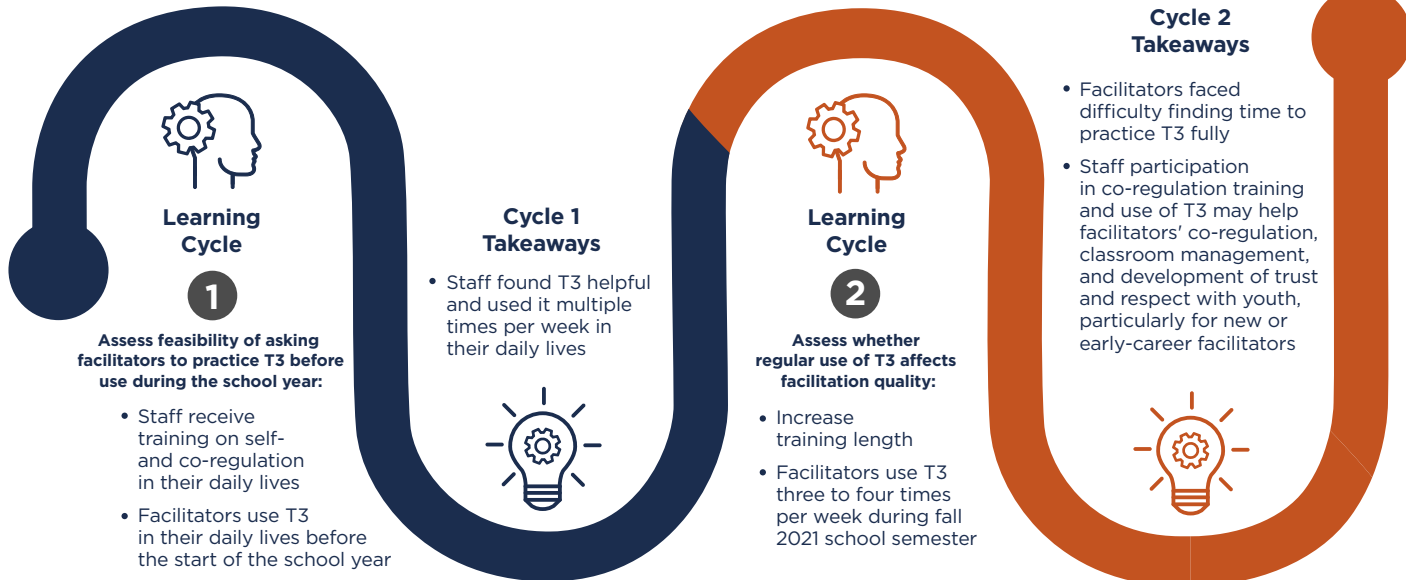 Learning
Cycle
1
Assess feasibility of asking
facilitators to practice T3 before
use during the school year:
• Staff receive
training on self-
and co-regulation
in their daily lives
• Facilitators use T3
in their daily lives before
the start of the school year
Cycle 1
Takeaways
• Staff found T3 helpful
and used it multiple
times per week in
their daily lives
Learning
Cycle
2
Assess whether
regular use of T3 affects
facilitation quality:
• Increase
training length
• Facilitators use T3
three to four times
per week during fall
2021 school semester
Cycle 2
Takeaways
• Facilitators faced
difficulty finding time to
practice T3 fully
• Staff participation
in co-regulation training
and use of T3 may help
facilitators' co-regulation,
classroom management,
and development of trust
and respect with youth,
particularly for new or
early-career facilitators